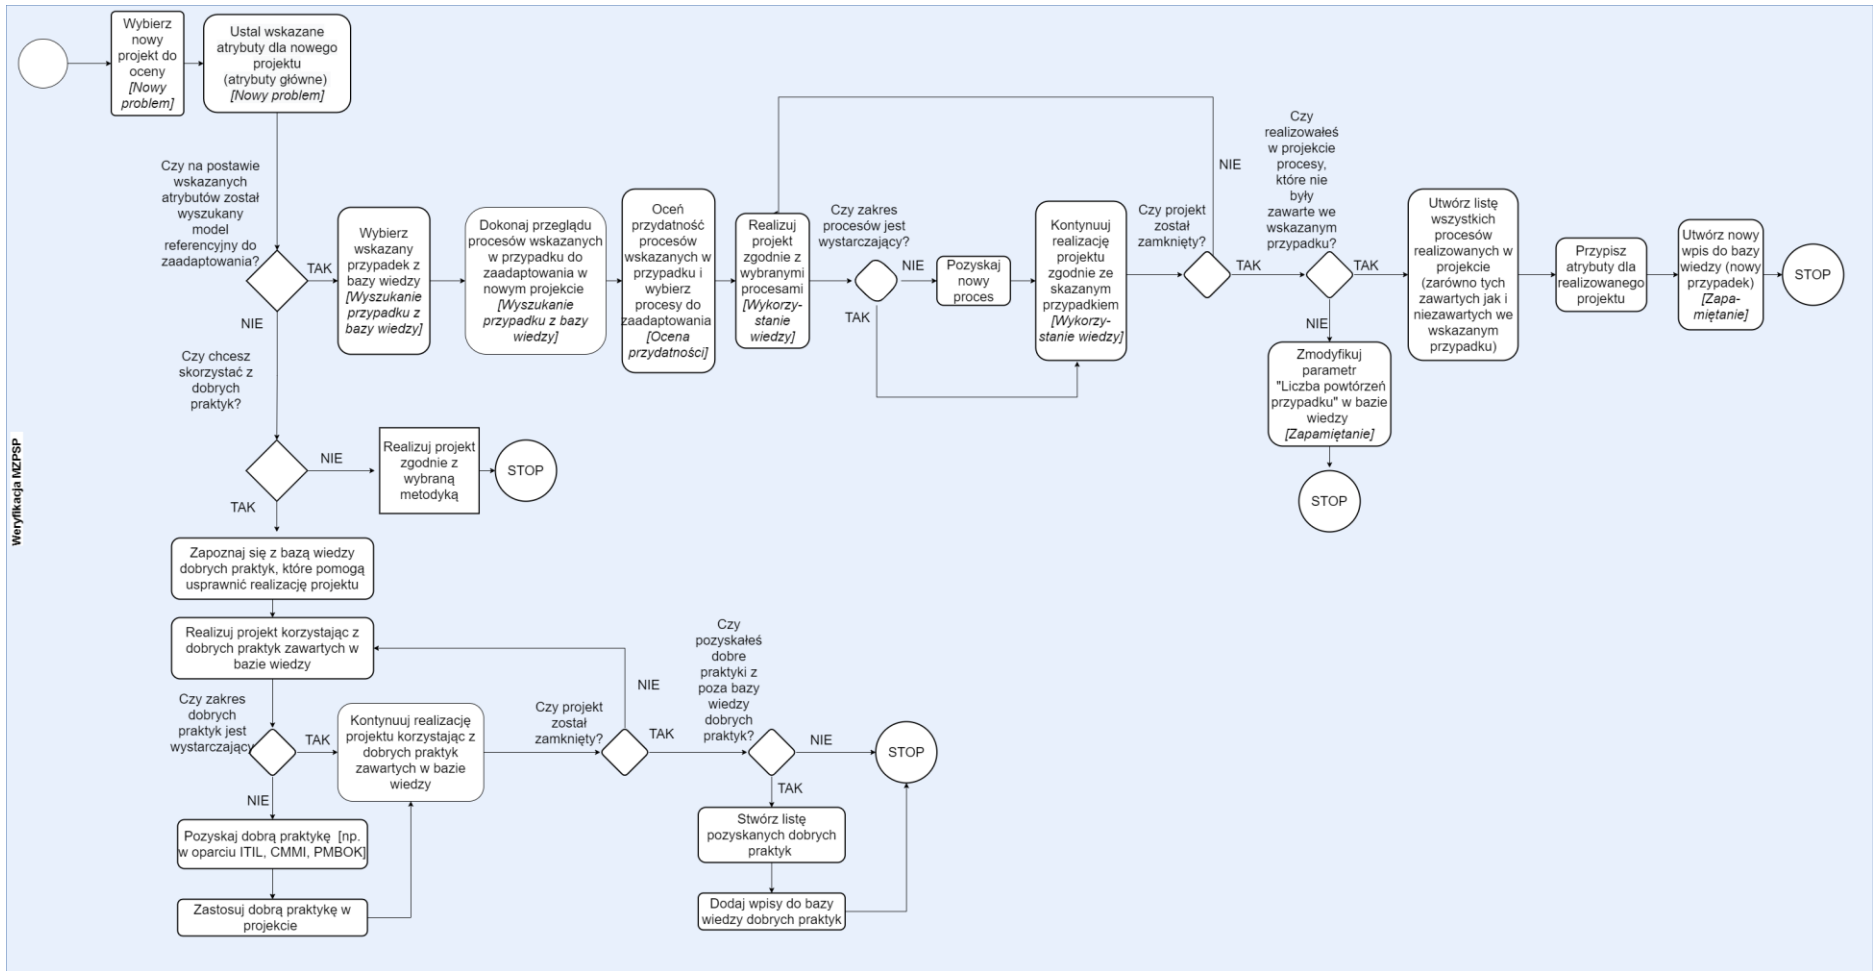 Wybierz
nowy
projekt do
oceny
[Nowy
problem]
Ustal wskazane
atrybuty dla nowego
projektu
(atrybuty główne)
[Nowy problem]
Czy na postawie
wskazanych
atrybutów został
wyszukany
model
referencyjny do
zaadaptowania?
TAK
NIE
Wybierz
wskazany
przypadek z
bazy wiedzy
[Wyszukanie
przypadku z
bazy wiedzy]
Dokonaj przeglądu
procesów wskazanych
w przypadku do
zaadaptowania w
nowym projekcie
[Wyszukanie
przypadku z bazy
wiedzy]
Oceń
przydatność
procesów
wskazanych w
przypadku i
wybierz
procesy do
zaadaptowania
[Ocena
przydatności]
Realizuj
projekt
zgodnie z
wybranymi
procesami
[Wykorzy-
stanie
wiedzy]
Czy zakres
procesów jest
wystarczający?
NIE
TAK
Pozyskaj
nowy
proces
Kontynuuj
realizację
projektu
zgodnie ze
skazanym
przypadkiem
[Wykorzy-
stanie wiedzy]
Czy projekt
został
zamknięty?
NIE
TAK
Czy
realizowałeś
w projekcie
procesy,
które nie
były
zawarte we
wskazanym
przypadku?
TAK
NIE
Utwórz listę
wszystkich
procesów
realizowanych w
projekcie
(zarówno tych
zawartych jak i
niezawartych we
wskazanym
przypadku)
Przypisz
atrybuty dla
realizowanego
projektu
Utwórz nowy
wpis do bazy
wiedzy (nowy
przypadek)
[Zapa-
miętanie]
STOP
Zmodyfikuj
parametr
"Liczba powtórzeń
przypadku" w bazie
wiedzy
[Zapamiętanie]
STOP
Czy chcesz
skorzystać z
dobrych
praktyk?
NIE
TAK
Realizuj projekt
zgodnie z
wybraną
metodyką
STOP
Weryfikacja MZPSP
Zapoznaj się z bazą wiedzy
dobrych praktyk, które pomogą
usprawnić realizację projektu
Realizuj projekt korzystając z
dobrych praktyk zawartych w
bazie wiedzy
Czy zakres
dobrych
praktyk jest
wystarczający
TAK
NIE
Kontynuuj realizację
projektu korzystając z
dobrych praktyk
zawartych w bazie
wiedzy
Czy projekt
został
zamknięty?
NIE
TAK
Czy
pozyskałeś
dobre
praktyki z
poza bazy
wiedzy
dobrych
praktyk?
NIE
TAK
STOP
Pozyskaj dobrą praktykę [np.
w oparciu ITIL, CMMI, PMBOK]
Zastosuj dobrą praktykę w
projekcie
Stwórz listę
pozyskanych dobrych
praktyk
Dodaj wpisy do bazy
wiedzy dobrych praktyk